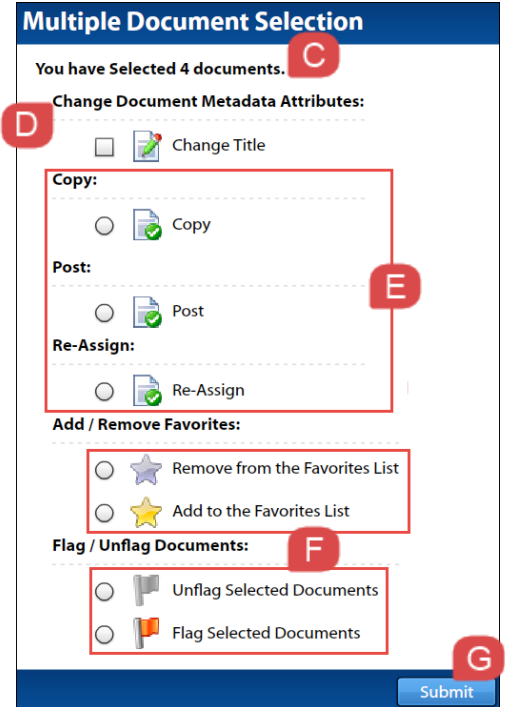 Multiple Document Selection
C
You have Selected 4 documents.
Change Document Metadata Attributes:
D
Change Title
Copy:
Copy
Post:
E
Post
Re-Assign:
Re-Assign
Add / Remove Favorites:
Remove from the Favorites List
Add to the Favorites List
Flag / Unflag Documents:
F
Unflag Selected Documents
Flag Selected Documents
G
Submit